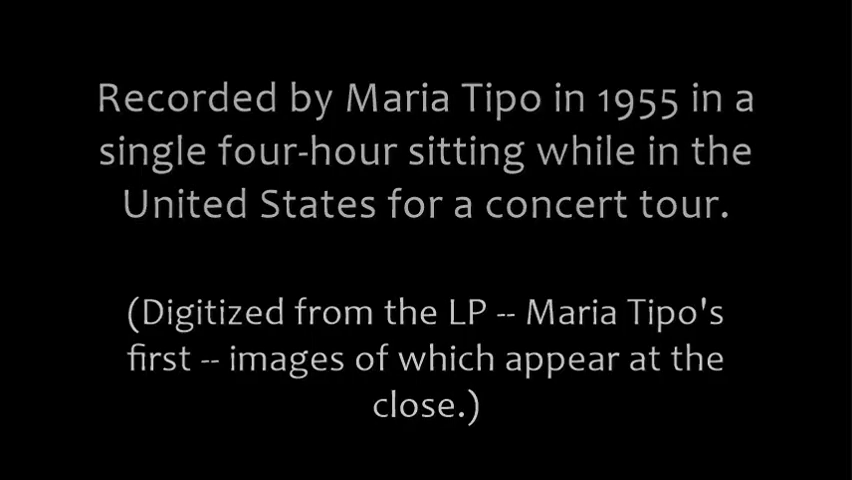 Recorded by Maria Tipo in 1955 in a
single four-hour sitting while in the
United States for a concert tour.
(Digitized from the LP -- Maria Tipo's
first -- images of which appear at the
close.)